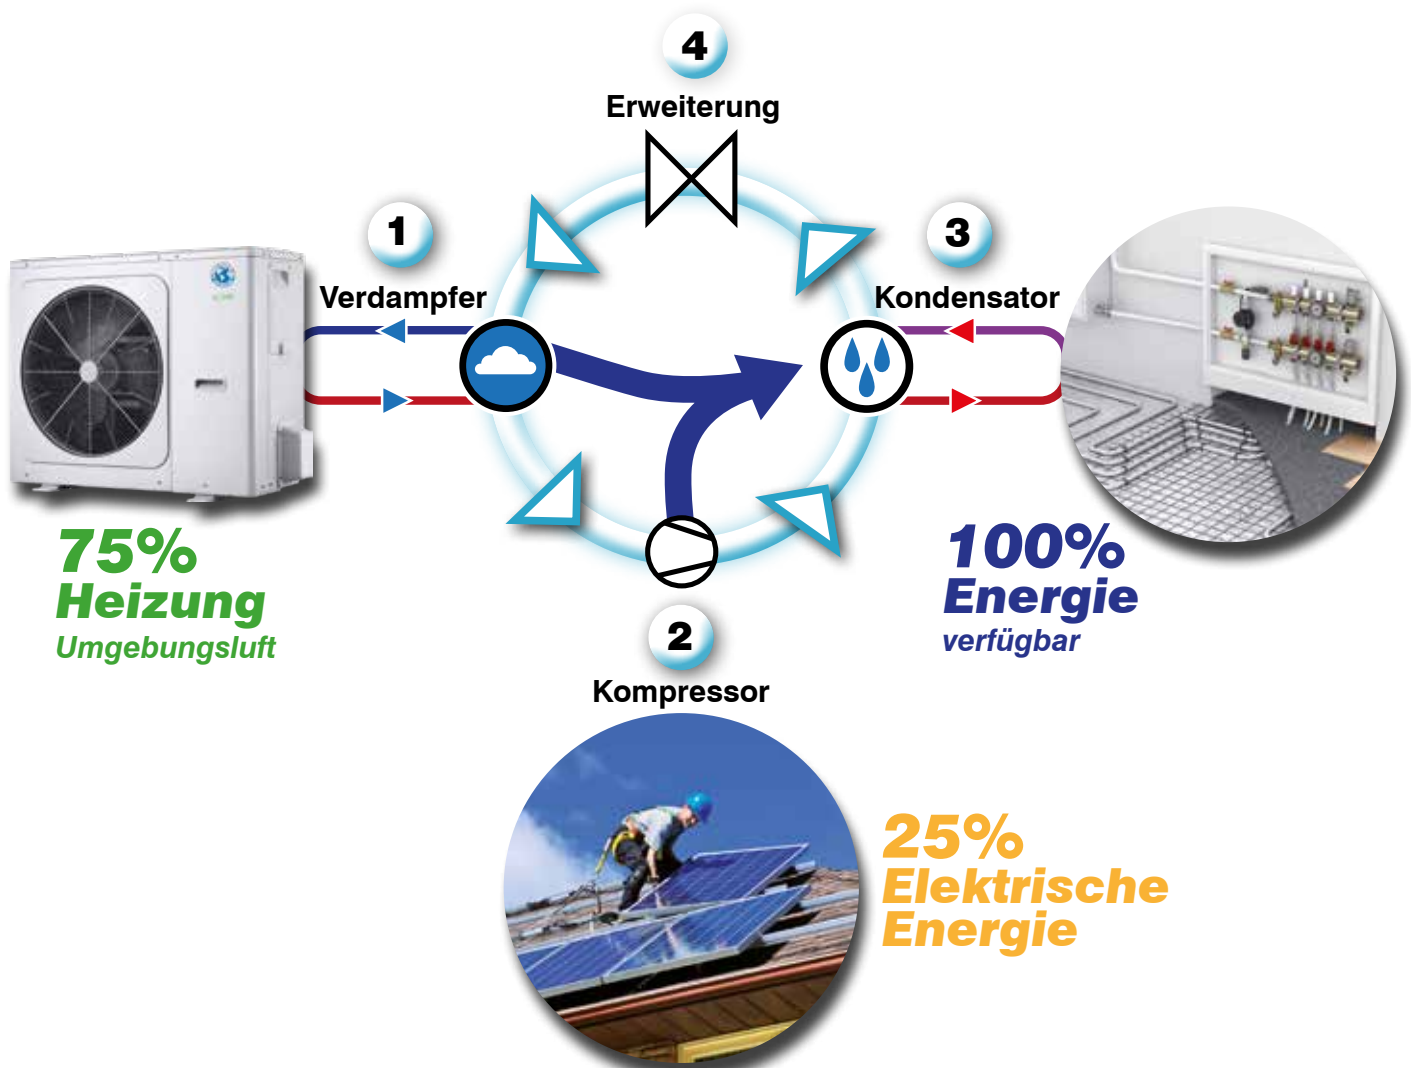 4
Erweiterung
1
Verdampfer
3
Kondensator
75%
Heizung
Umgebungsluft
100%
Energie
verfügbar
2
Kompressor
25%
Elektrische
Energie